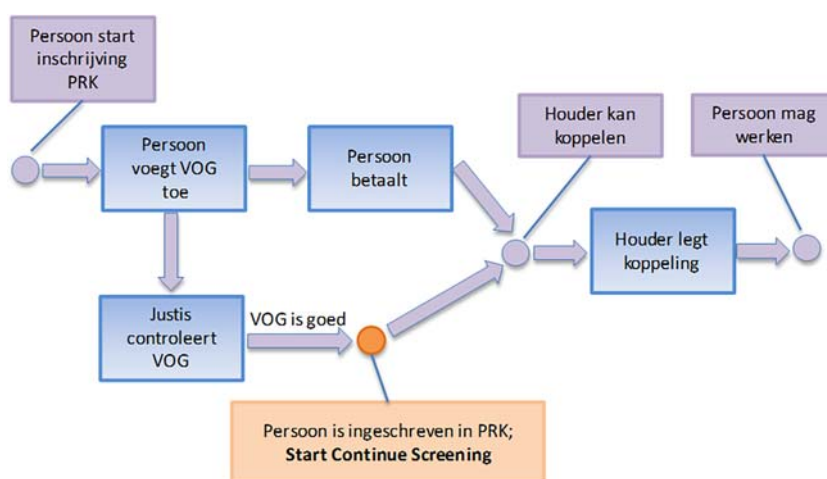 Persoon start
inschrijving
PRK
Persoon
voegt VOG
toe
Persoon
betaalt
Houder kan
koppelen
Persoon mag
werken
Houder legt
koppeling
Justis
controleert
VOG
VOG is goed
Persoon is ingeschreven in PRK;
Start Continue Screening